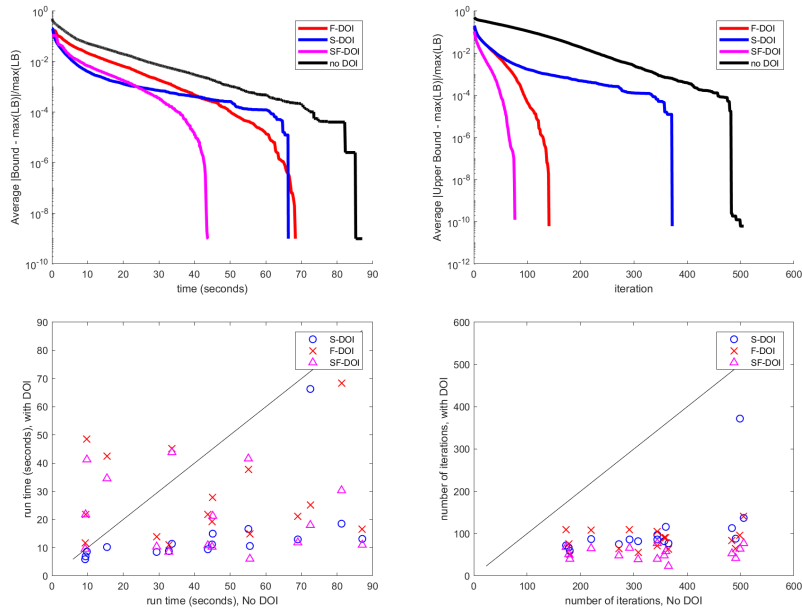 Average |Bound - max(LB)|/max(LB)
10^0
10^-2
10^-4
10^-6
10^-8
10^-10
0 10 20 30 40 50 60 70 80 90
time (seconds)
F-DOI
S-DOI
SF-DOI
no DOI
Average |Upper Bound - max(LB)|/max(LB)
10^0
10^-2
10^-4
10^-6
10^-8
10^-10
10^-12
0 100 200 300 400 500 600
iteration
F-DOI
S-DOI
SF-DOI
no DOI
run time (seconds), with DOI
90
80
70
60
50
40
30
20
10
0
0 10 20 30 40 50 60 70 80 90
run time (seconds), No DOI
S-DOI
F-DOI
SF-DOI
number of iterations, with DOI
600
500
400
300
200
100
0
0 100 200 300 400 500 600
number of iterations, No DOI
S-DOI
F-DOI
SF-DOI